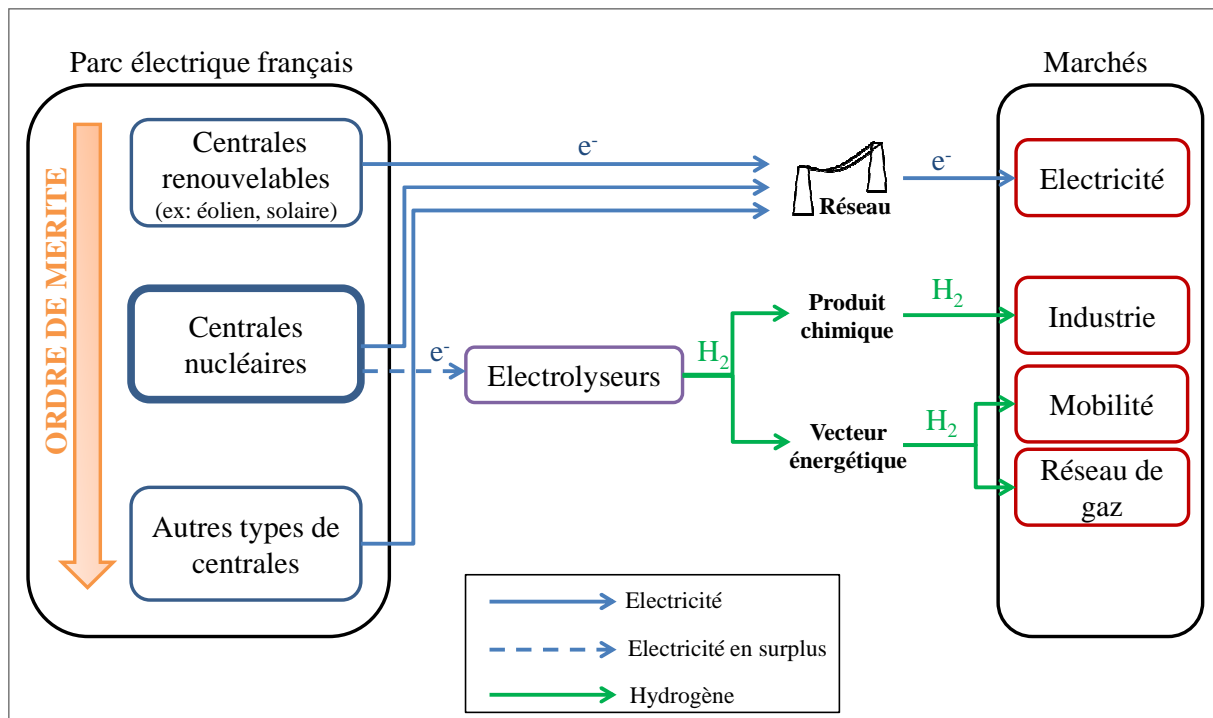 Parc électrique français
Marchés
ORDRE DE MERITE
Centrales
renouvelables
(ex: éolien, solaire)
e-
Réseau
e-
Electricité
Centrales
nucléaires
e-
Electrolyseurs
H2
Produit
chimique
H2
Industrie
Vecteur
énergétique
H2
Mobilité
Réseau de
gaz
Autres types de
centrales
Electricité
Electricité en surplus
Hydrogène